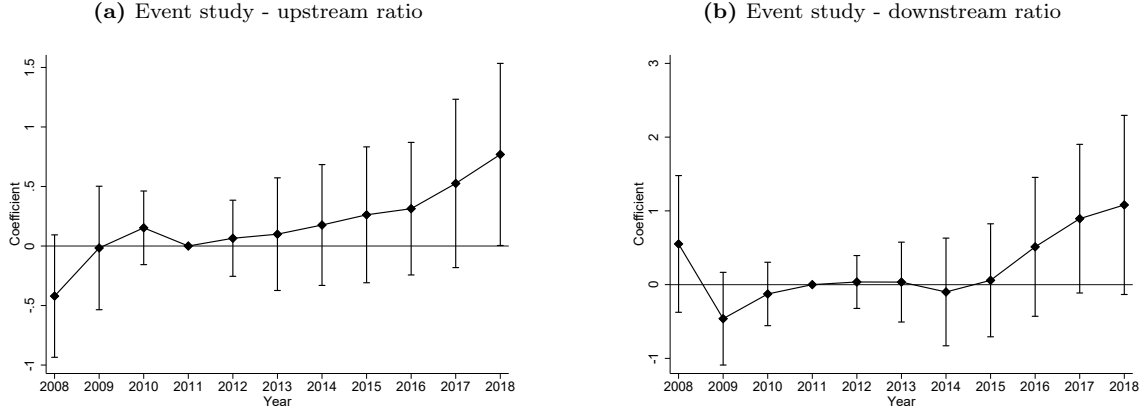 (a) Event study - upstream ratio
1.5
1
.5
0
-.5
-1
Coefficient
2008 2009 2010 2011 2012 2013 2014 2015 2016 2017 2018
Year
(b) Event study - downstream ratio
3
2
1
0
-1
Coefficient
2008 2009 2010 2011 2012 2013 2014 2015 2016 2017 2018
Year